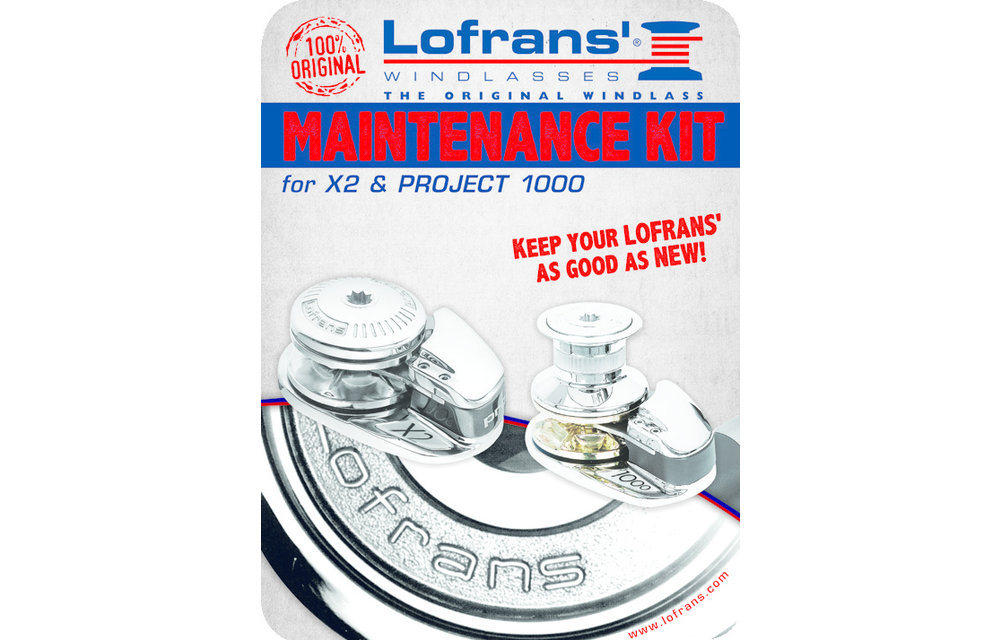 100%
ORIGINAL
Lofrans'®
WINDLASSES
THE ORIGINAL WINDLASS
MAINTENANCE KIT
for X2 & PROJECT 1000
KEEP YOUR LOFRANS'
AS GOOD AS NEW!
Lofrans
X2
1000
Lofrans
www.lofrans.com